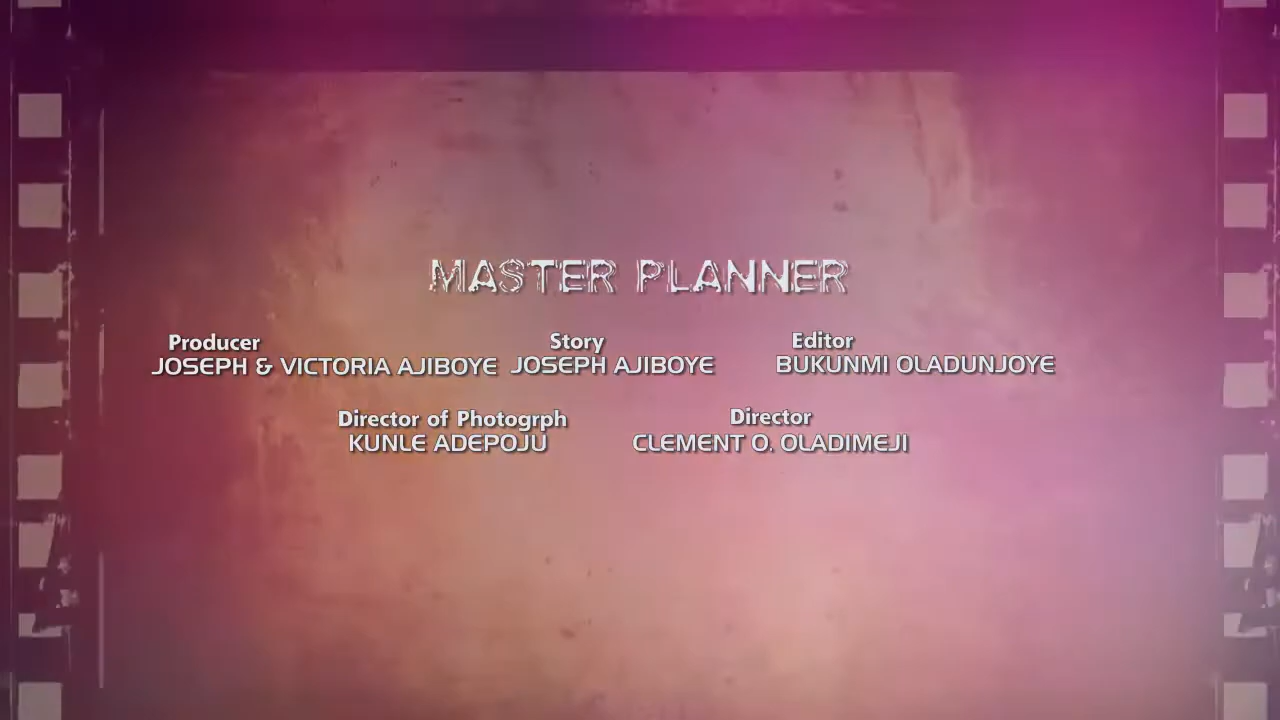 MASTER PLANNER
Producer Story Editor
JOSEPH & VICTORIA AJIBOYE JOSEPH AJIBOYE BUKUNMI OLADUNJOYE
Director of Photogrph Director
KUNLE ADEPOJU CLEMENT O. OLADIMEJI